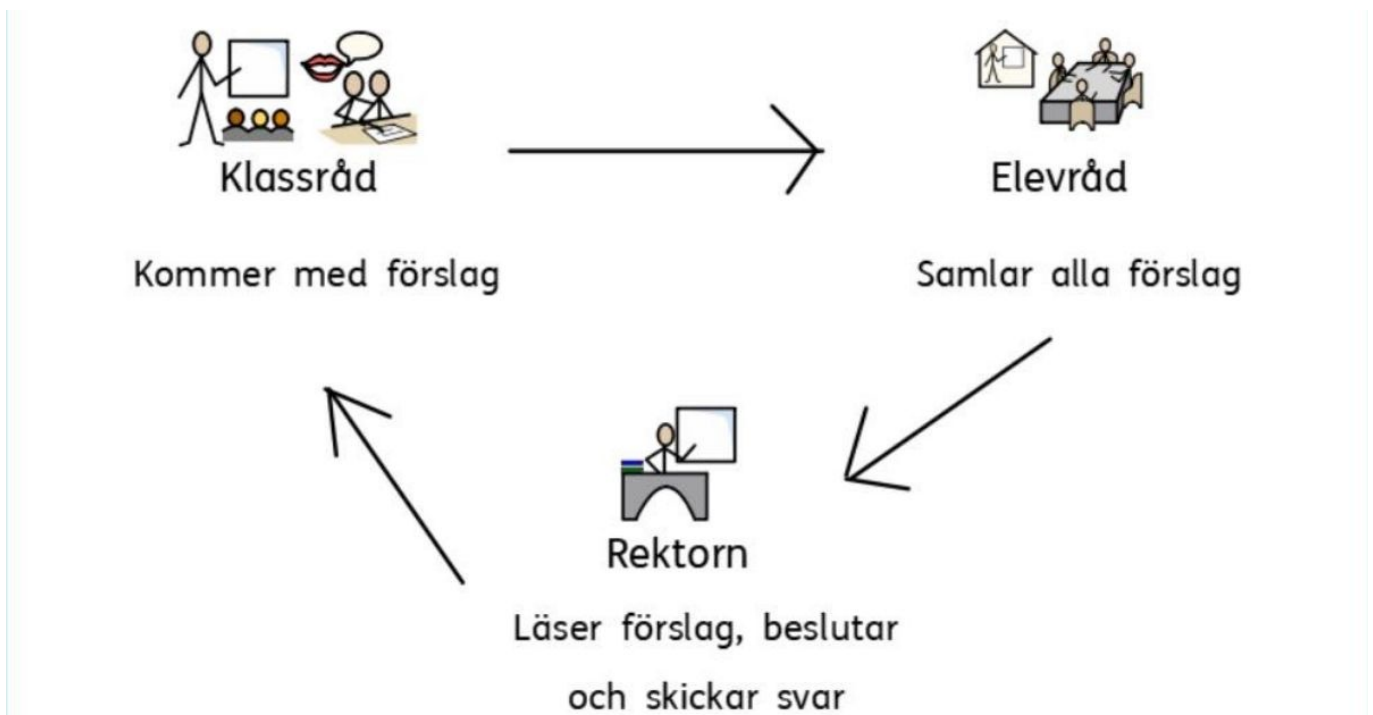 Klassråd
Elevråd
Kommer med förslag
Samlar alla förslag
Rektorn
Läser förslag, beslutar
och skickar svar